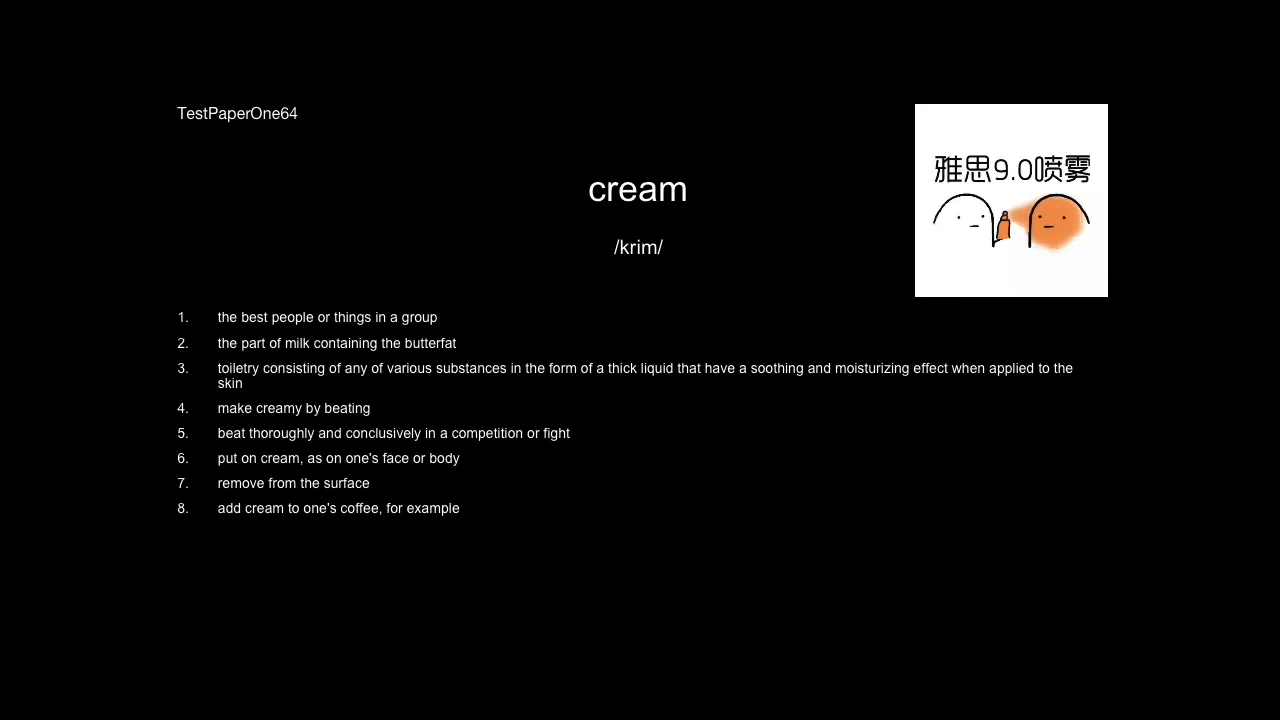 TestPaperOne64
雅思9.0喷雾
cream
/krim/
1. the best people or things in a group
2. the part of milk containing the butterfat
3. toiletry consisting of any of various substances in the form of a thick liquid that have a soothing and moisturizing effect when applied to the
skin
4. make creamy by beating
5. beat thoroughly and conclusively in a competition or fight
6. put on cream, as on one's face or body
7. remove from the surface
8. add cream to one's coffee, for example